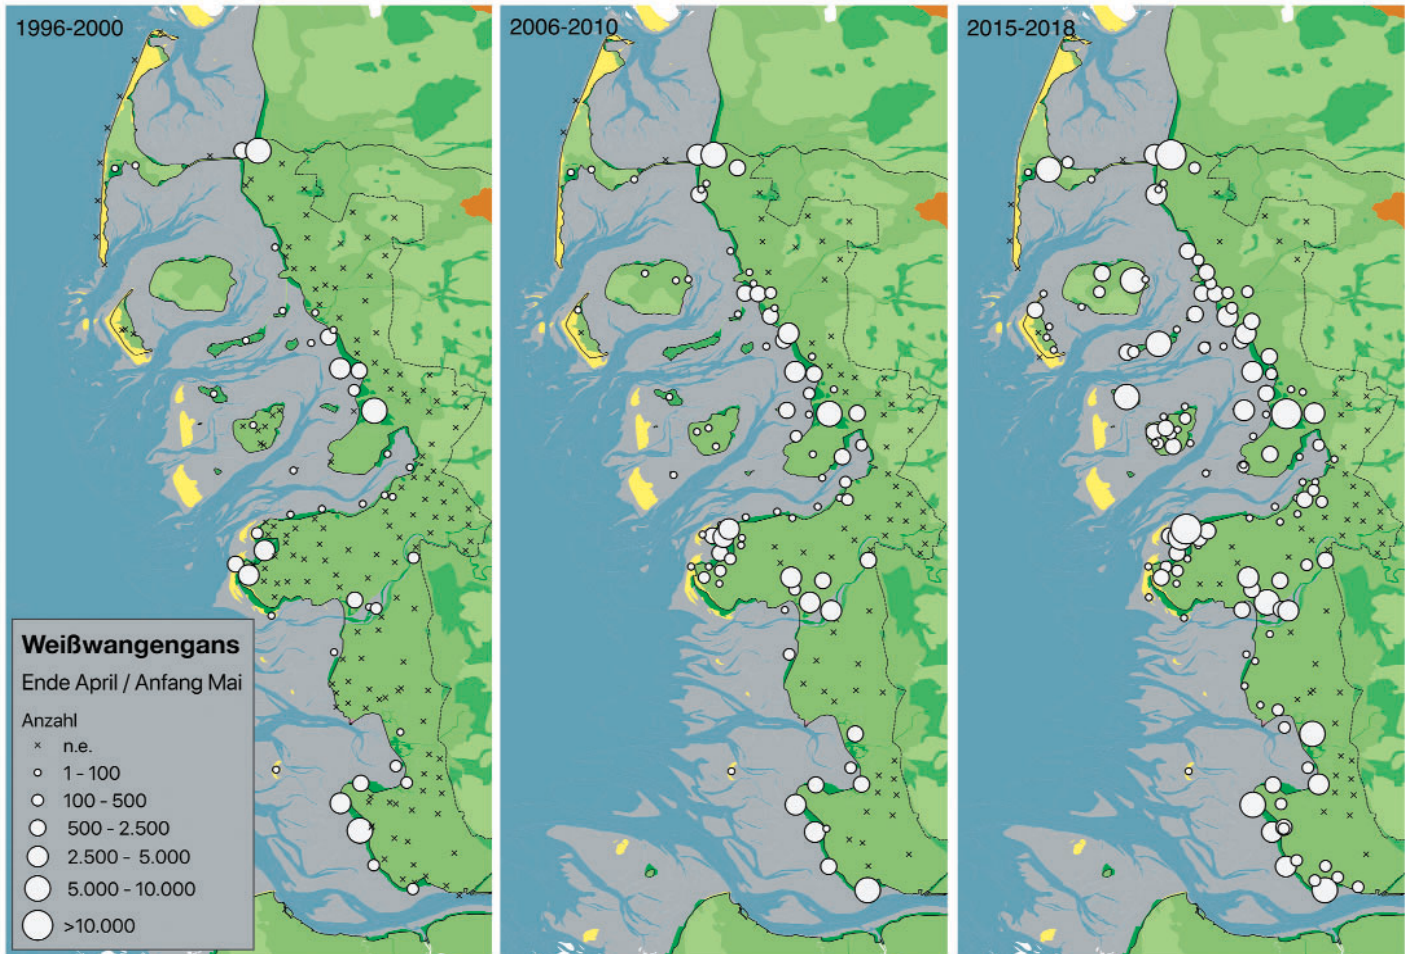 1996-2000
2006-2010
2015-2018
Weißwangengans
Ende April / Anfang Mai
Anzahl
n.e.
1 - 100
100 - 500
500 - 2.500
2.500 - 5.000
5.000 - 10.000
>10.000